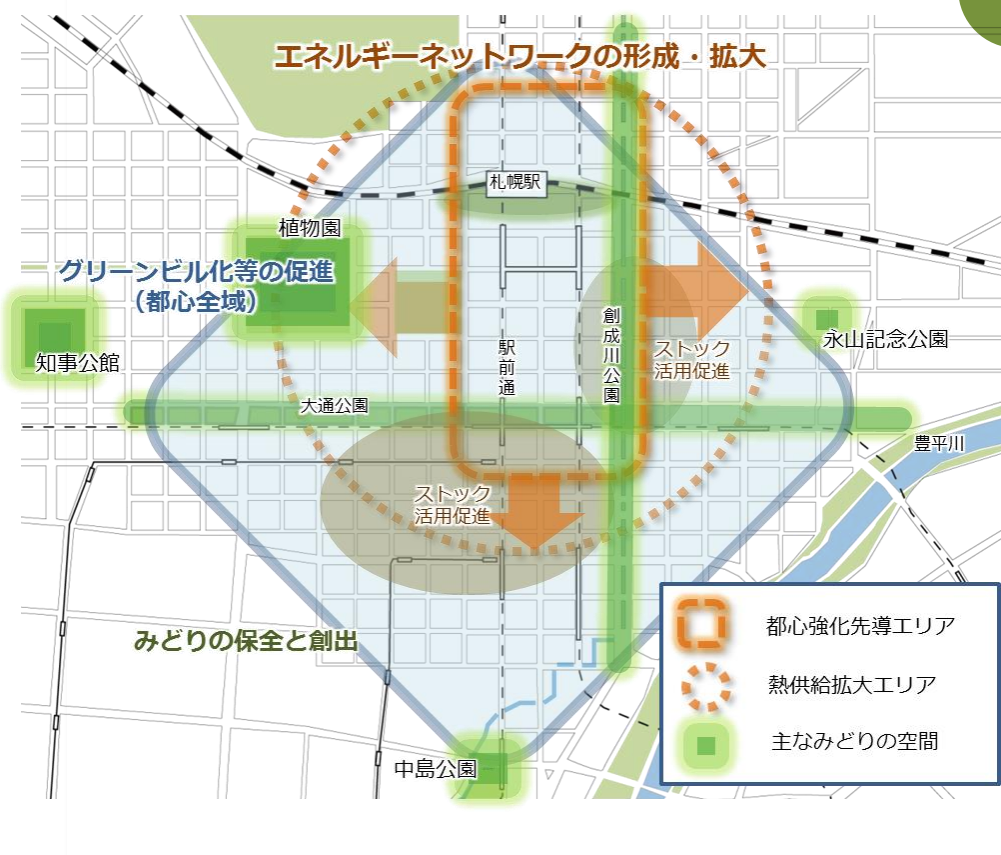 エネルギーネットワークの形成・拡大
札幌駅
植物園
グリーンビル化等の促進
（都心全域）
創成川公園
永山記念公園
知事公館
駅前通
ストック
活用促進
大通公園
豊平川
ストック
活用促進
みどりの保全と創出
都心強化先導エリア
熱供給拡大エリア
主なみどりの空間
中島公園